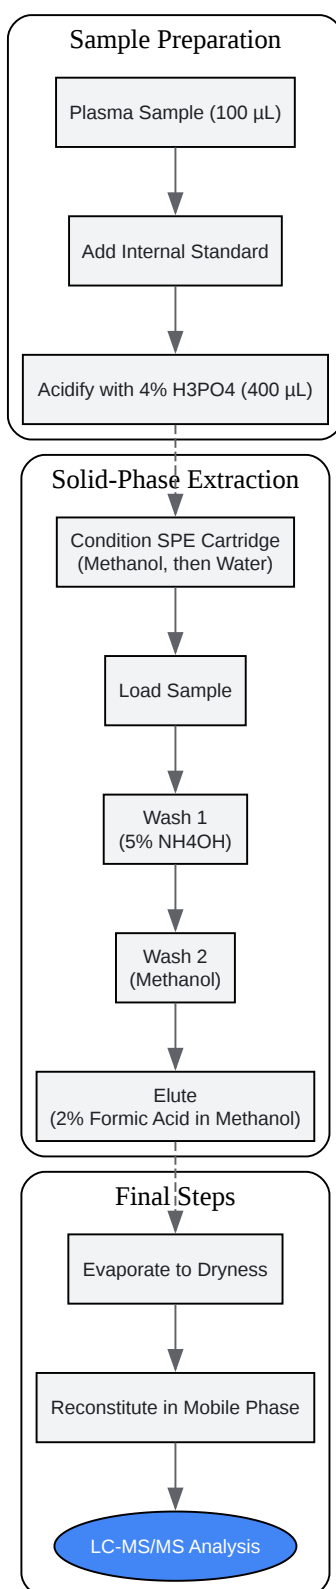 Sample Preparation
Plasma Sample (100 µL)
Add Internal Standard
Acidify with 4% H3PO4 (400 µL)
Solid-Phase Extraction
Condition SPE Cartridge
(Methanol, then Water)
Load Sample
Wash 1
(5% NH4OH)
Wash 2
(Methanol)
Elute
(2% Formic Acid in Methanol)
Final Steps
Evaporate to Dryness
Reconstitute in Mobile Phase
LC-MS/MS Analysis